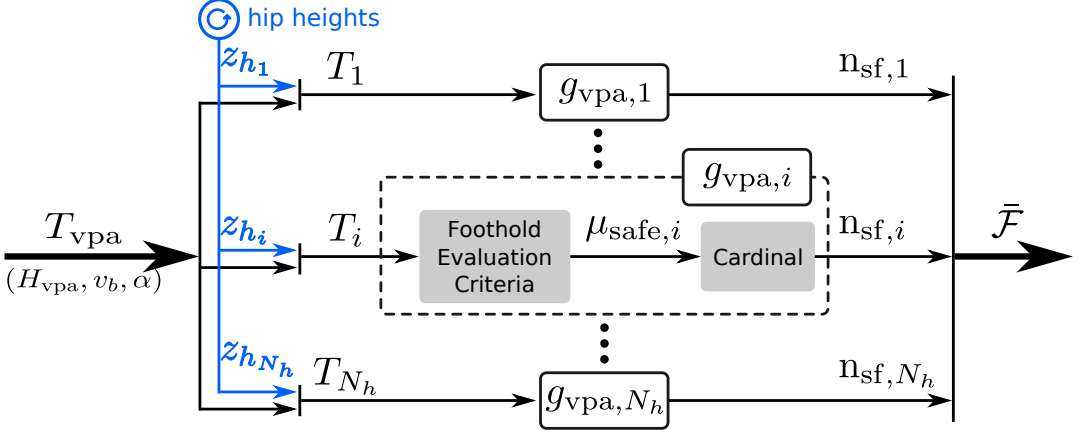 hip heights
z_{h_1}
T_1
g_{vpa,1}
n_{sf,1}
g_{vpa,i}
T_{vpa}
(H_{vpa}, v_b, α)
z_{h_i}
T_i
Foothold
Evaluation
Criteria
μ_{safe,i}
Cardinal
n_{sf,i}
\bar{\mathcal{F}}
z_{h_{N_h}}
T_{N_h}
g_{vpa,N_h}
n_{sf,N_h}